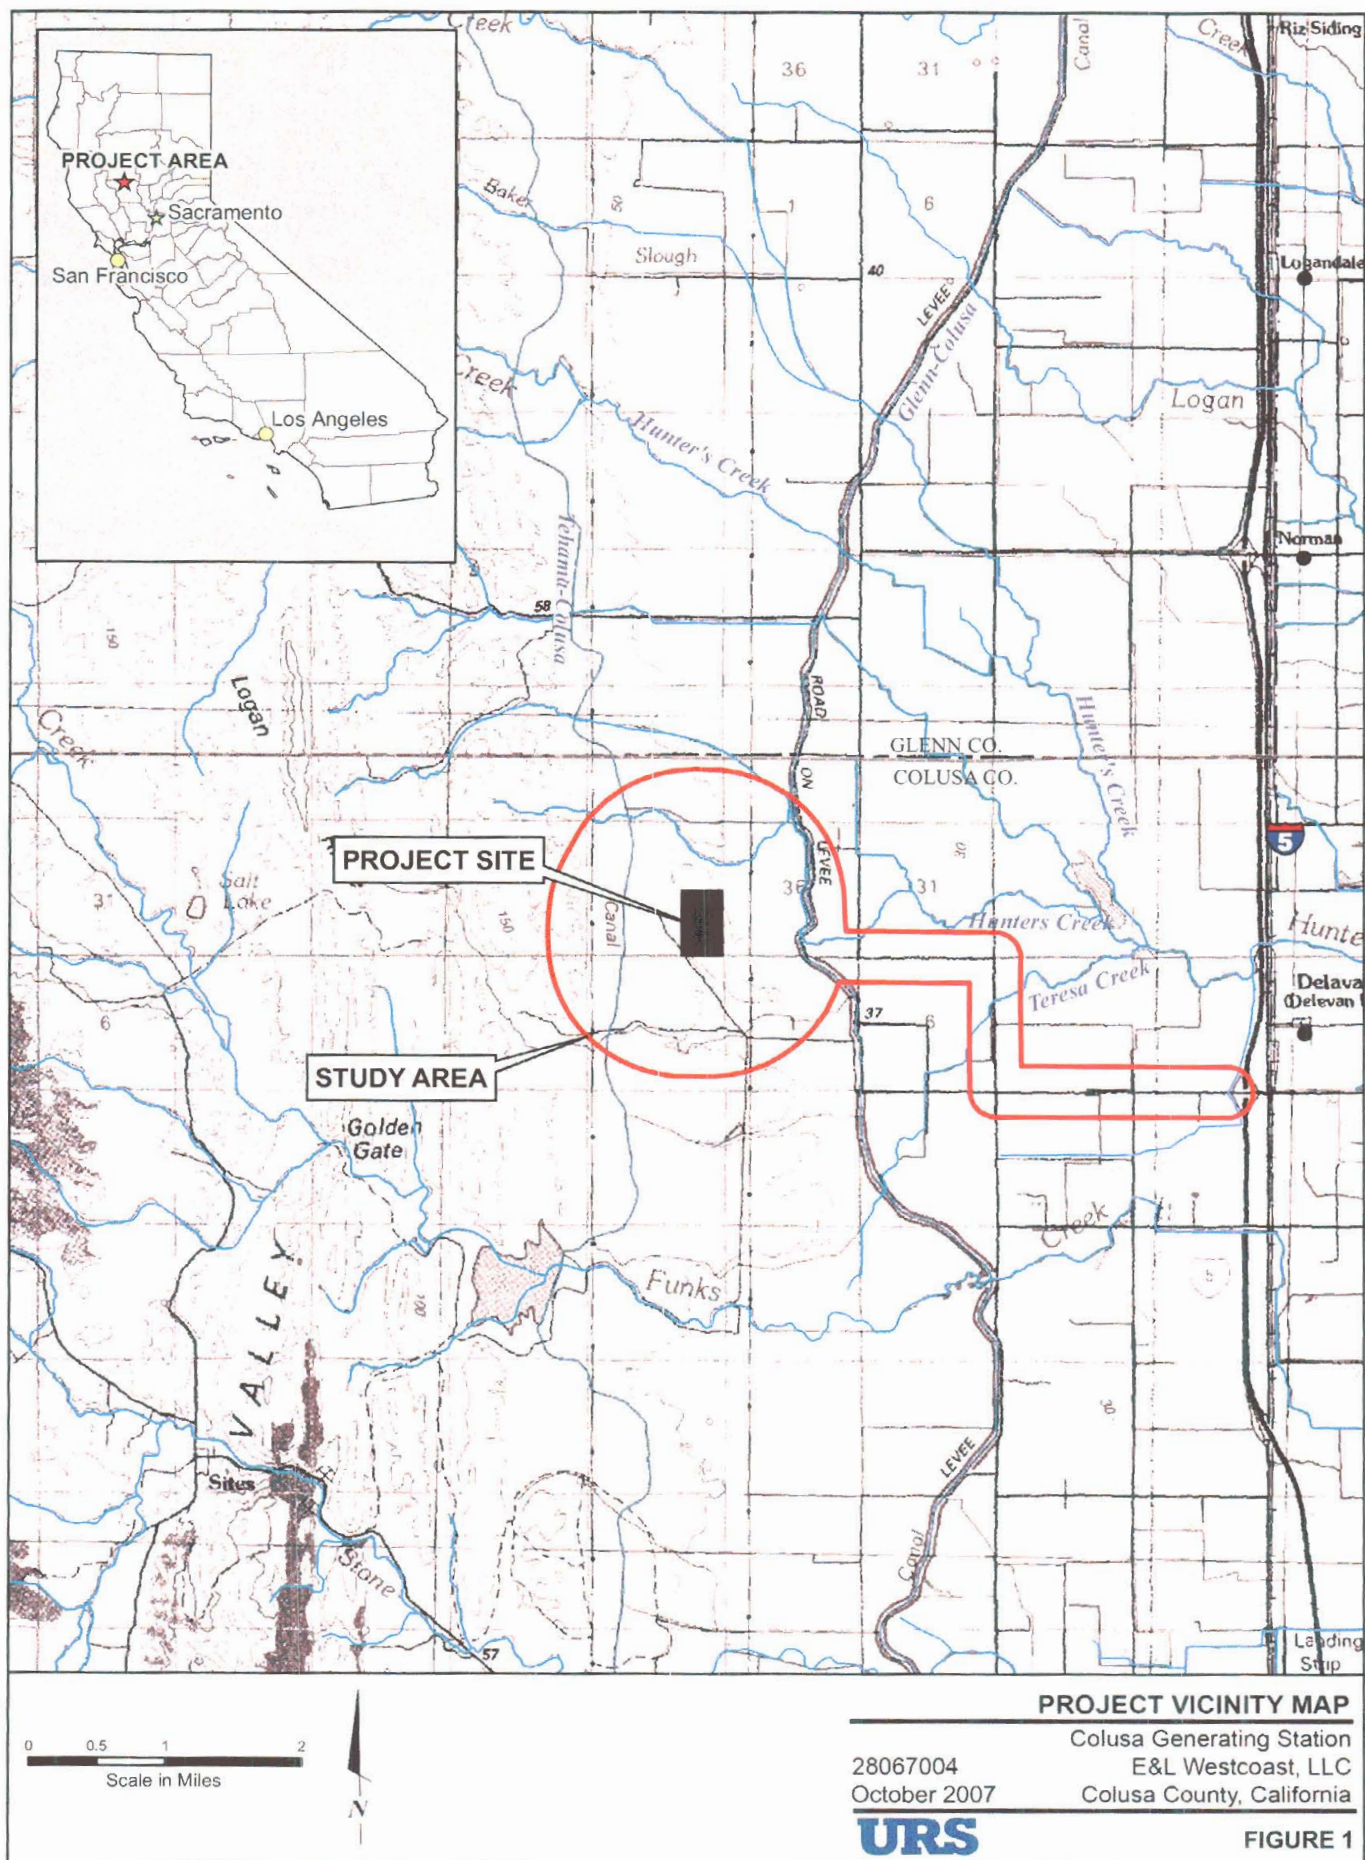 Creek
Canal
Creek
Riz Siding
36
31
PROJECT AREA
Sacramento
San Francisco
Los Angeles
Baker
1
6
Slough
40
Logandale
LEVEE
Glenn-Colusa
Creek
Logan
Hunter's Creek
Norman
Tehama-Colusa
58
150
Logan
ROAD
Hunter's Creek
Creek
GLENN CO.
ON
COLUSA CO.
5
PROJECT SITE
LEVEE
Salt
Lake
36
31
150
Canal
Hunters Creek
Hunte
Teresa Creek
Delava
(Delevan
6
37
6
STUDY AREA
Golden
Gate
Creek
VALLEY
Funks
100
30
LEVEE
Sites
Canal
Stone
57
Landing
Strip
PROJECT VICINITY MAP
0 0.5 1 2
Scale in Miles
N
Colusa Generating Station
28067004 E&L Westcoast, LLC
October 2007 Colusa County, California
URS FIGURE 1